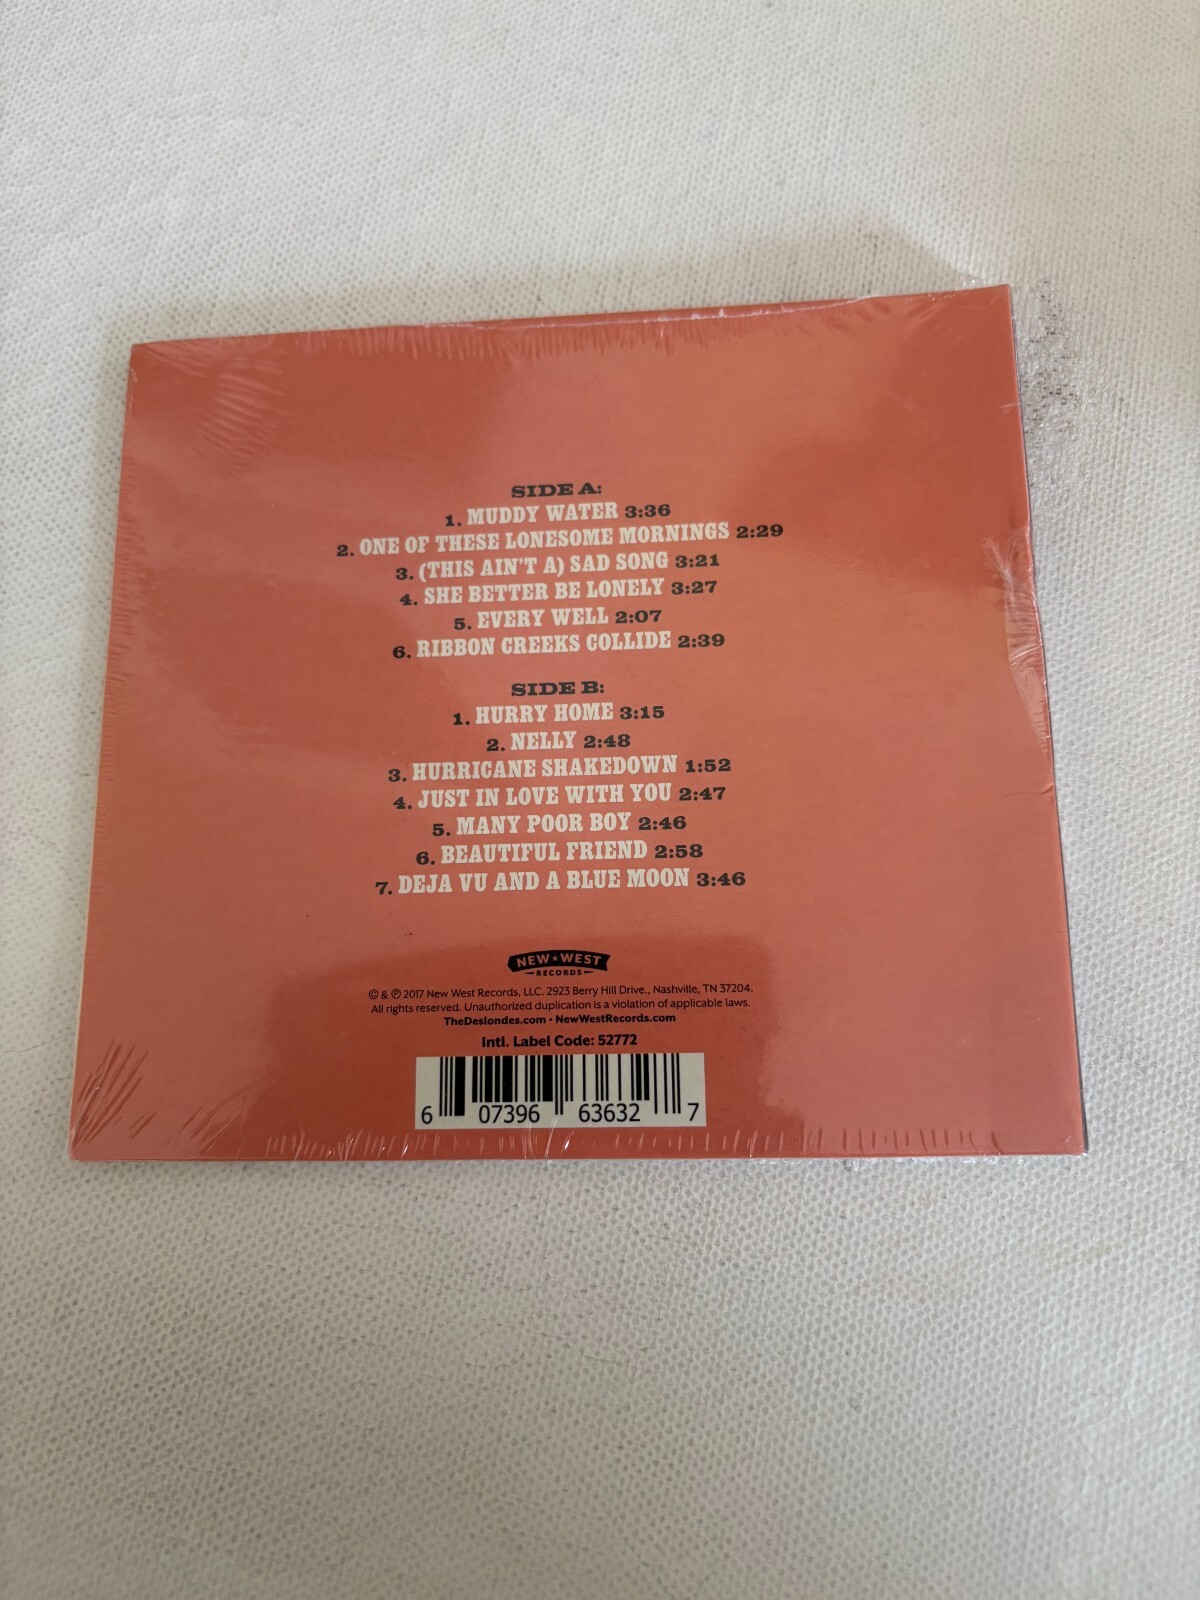 SIDE A:
1. MUDDY WATER 3:36
2. ONE OF THESE LONESOME MORNINGS 2:29
3. (THIS AIN'T A) SAD SONG 3:21
4. SHE BETTER BE LONELY 3:27
5. EVERY WELL 2:07
6. RIBBON CREEKS COLLIDE 2:39
SIDE B:
1. HURRY HOME 3:15
2. NELLY 2:48
3. HURRICANE SHAKEDOWN 1:52
4. JUST IN LOVE WITH YOU 2:47
5. MANY POOR BOY 2:46
6. BEAUTIFUL FRIEND 2:58
7. DEJA VU AND A BLUE MOON 3:46
NEW★WEST
RECORDS
© & ℗ 2017 New West Records, LLC. 2923 Berry Hill Drive., Nashville, TN 37204.
All rights reserved. Unauthorized duplication is a violation of applicable laws.
TheDeslondes.com • NewWestRecords.com
Intl. Label Code: 52772
6 07396 63632 7